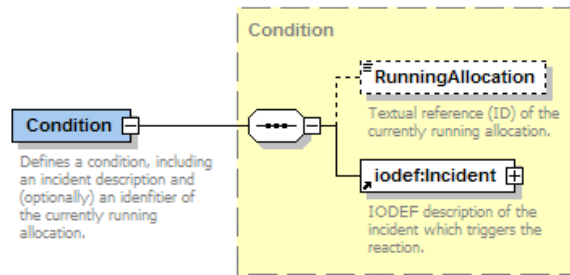 Condition
RunningAllocation
Textual reference (ID) of the
currently running allocation.
Condition
Defines a condition, including
an incident description and
(optionally) an idenfitier of
the currently running
allocation.
iodef:Incident
IODEF description of the
incident which triggers the
reaction.